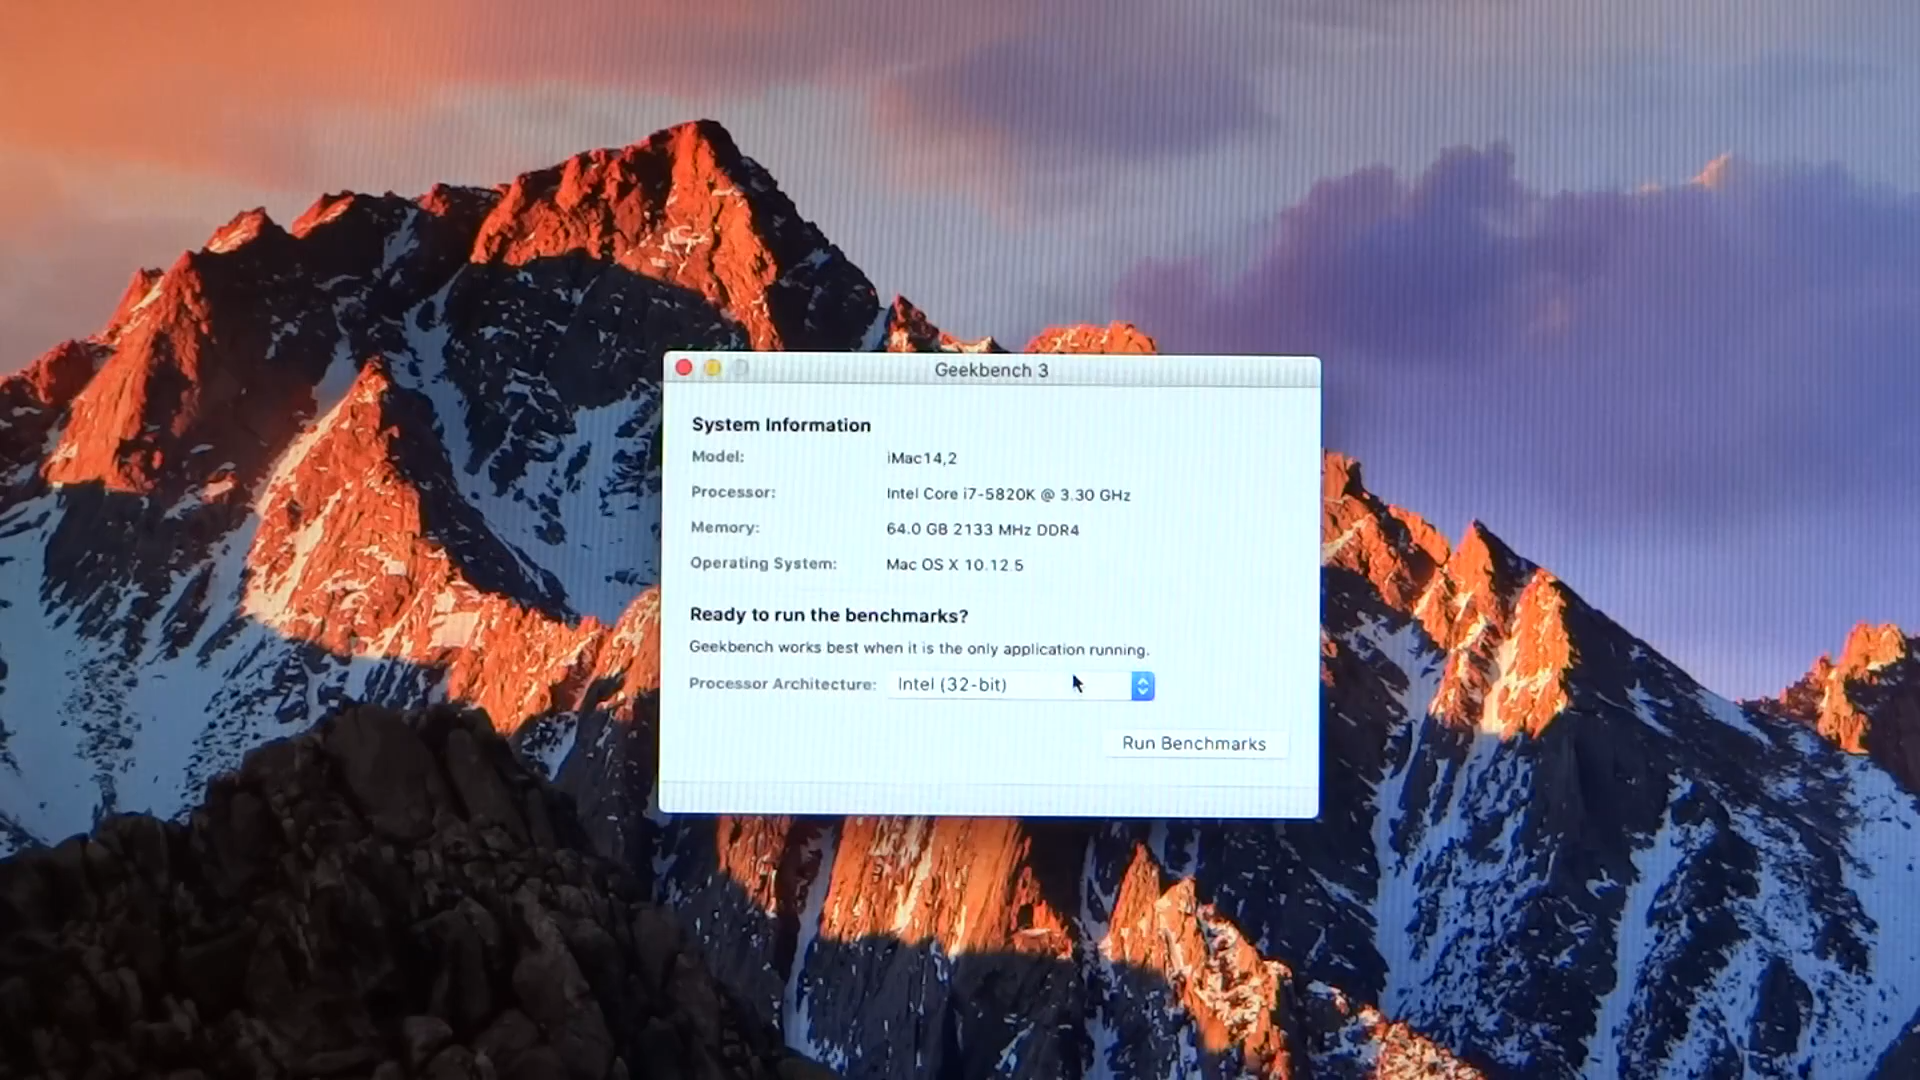 Geekbench 3
System Information
Model: iMac14,2
Processor: Intel Core i7-5820K @ 3.30 GHz
Memory: 64.0 GB 2133 MHz DDR4
Operating System: Mac OS X 10.12.5
Ready to run the benchmarks?
Geekbench works best when it is the only application running.
Processor Architecture: Intel (32-bit)
Run Benchmarks